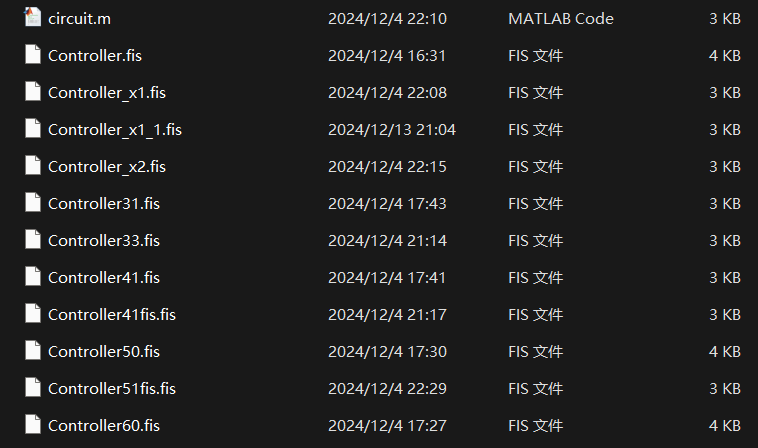 circuit.m 2024/12/4 22:10 MATLAB Code 3 KB
Controller.fis 2024/12/4 16:31 FIS 文件 4 KB
Controller_x1.fis 2024/12/4 22:08 FIS 文件 3 KB
Controller_x1_1.fis 2024/12/13 21:04 FIS 文件 3 KB
Controller_x2.fis 2024/12/4 22:15 FIS 文件 3 KB
Controller31.fis 2024/12/4 17:43 FIS 文件 3 KB
Controller33.fis 2024/12/4 21:14 FIS 文件 3 KB
Controller41.fis 2024/12/4 17:41 FIS 文件 3 KB
Controller41fis.fis 2024/12/4 21:17 FIS 文件 3 KB
Controller50.fis 2024/12/4 17:30 FIS 文件 4 KB
Controller51fis.fis 2024/12/4 22:29 FIS 文件 3 KB
Controller60.fis 2024/12/4 17:27 FIS 文件 4 KB